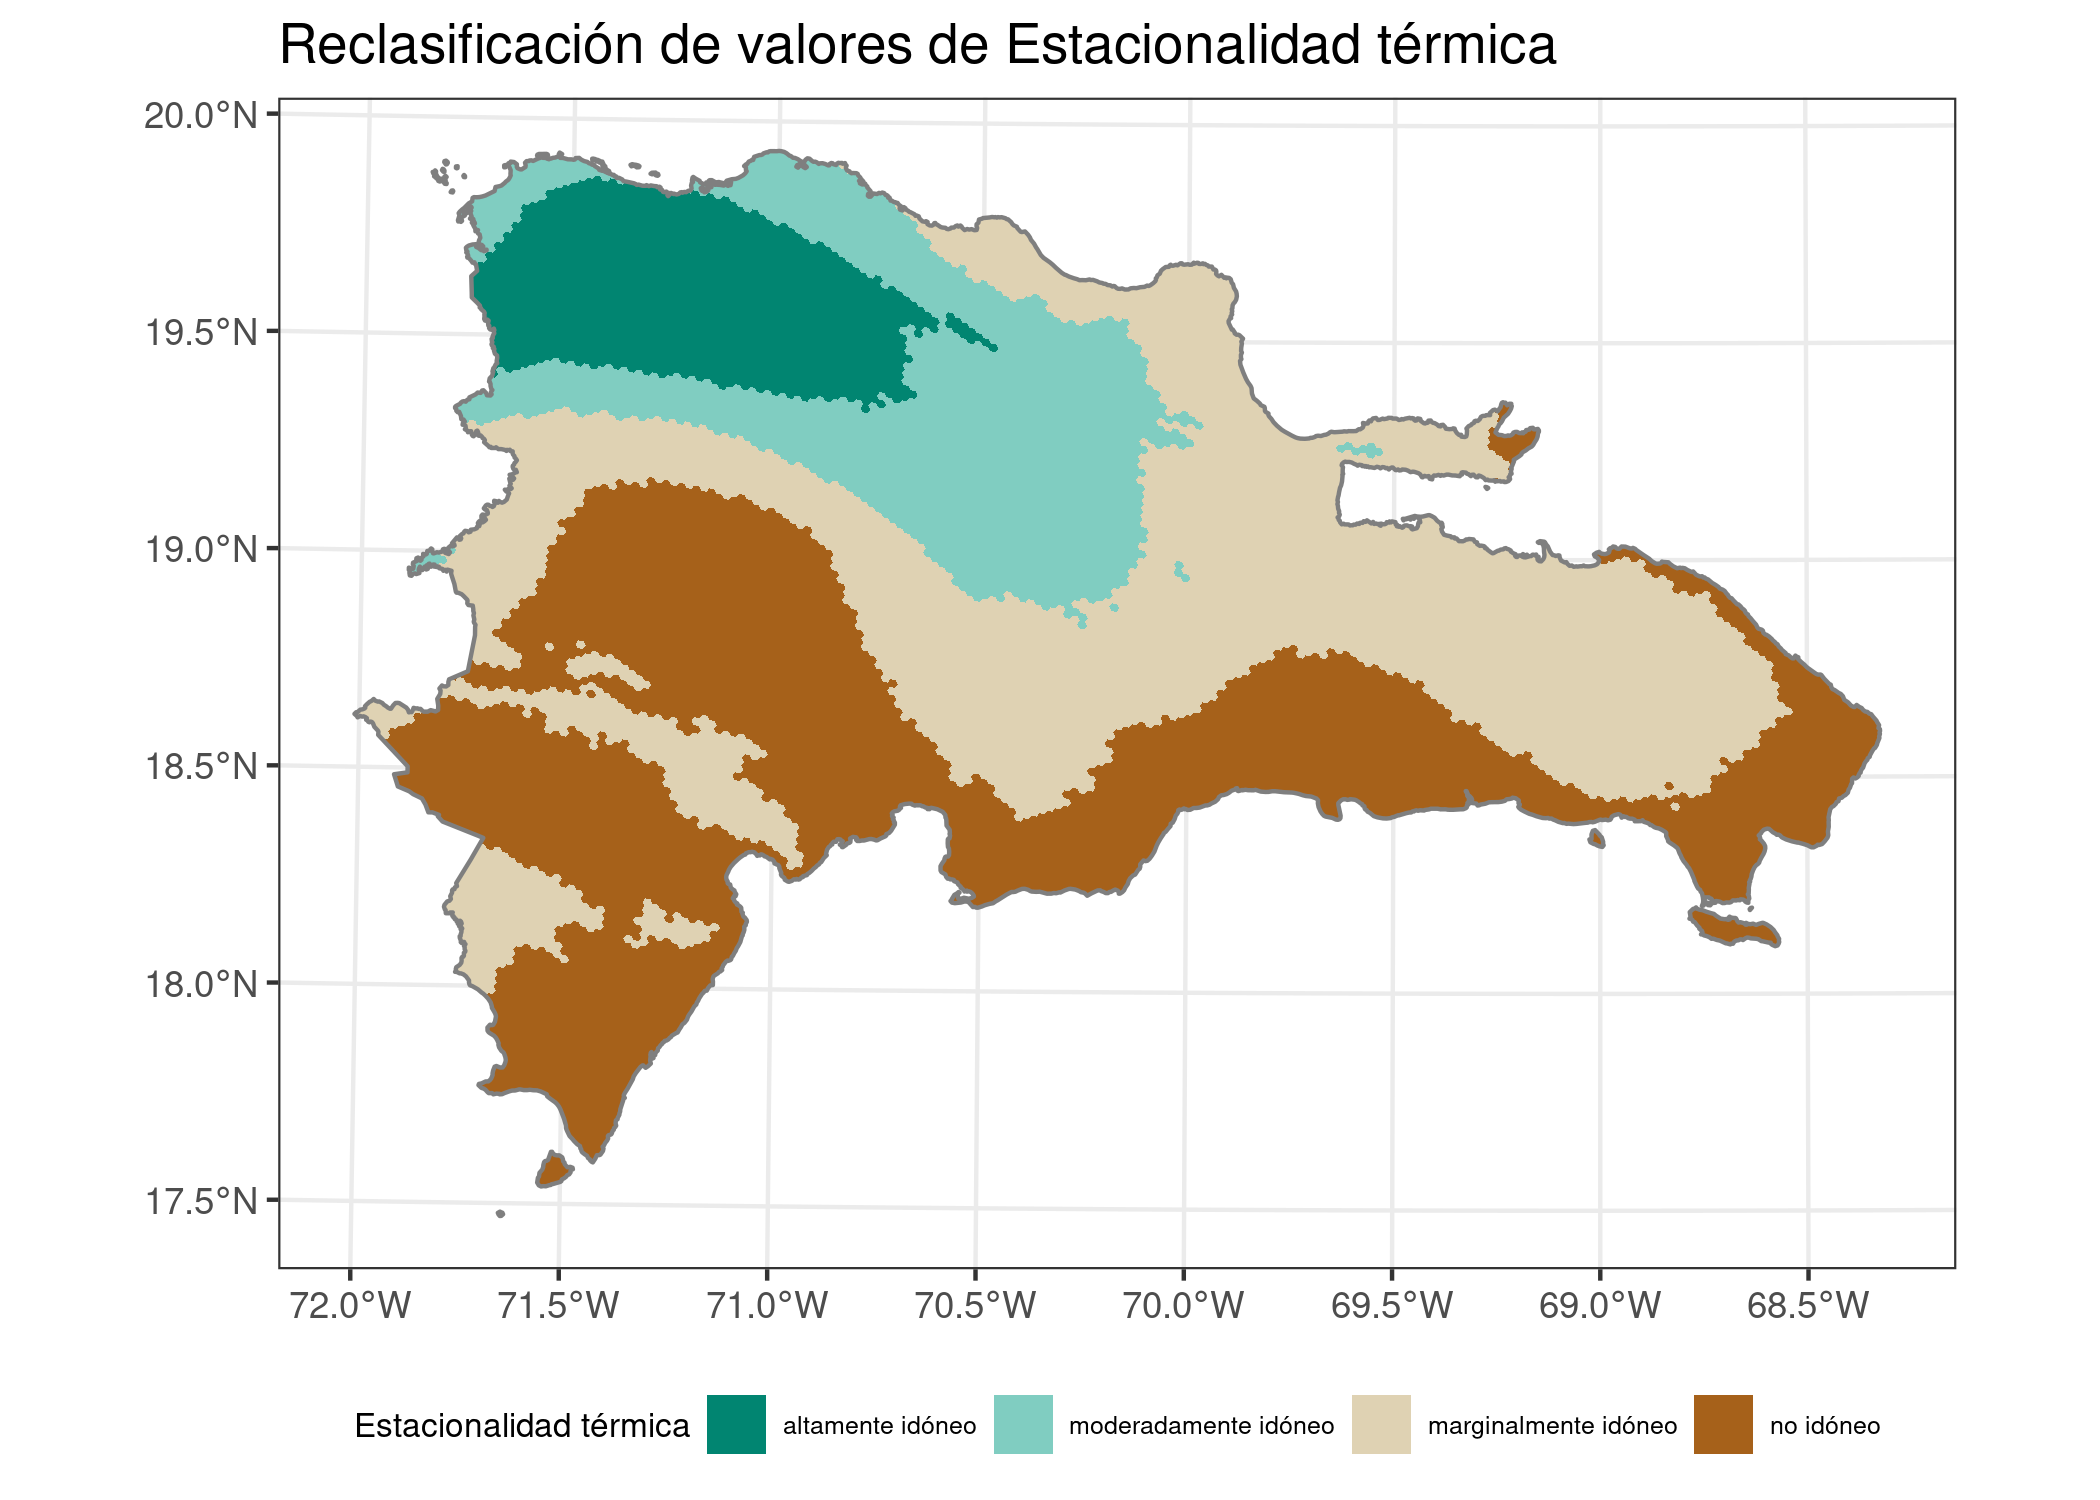 Reclasificación de valores de Estacionalidad térmica
20.0°N
19.5°N
19.0°N
18.5°N
18.0°N
17.5°N
72.0°W 71.5°W 71.0°W 70.5°W 70.0°W 69.5°W 69.0°W 68.5°W
Estacionalidad térmica altamente idóneo moderadamente idóneo marginalmente idóneo no idóneo